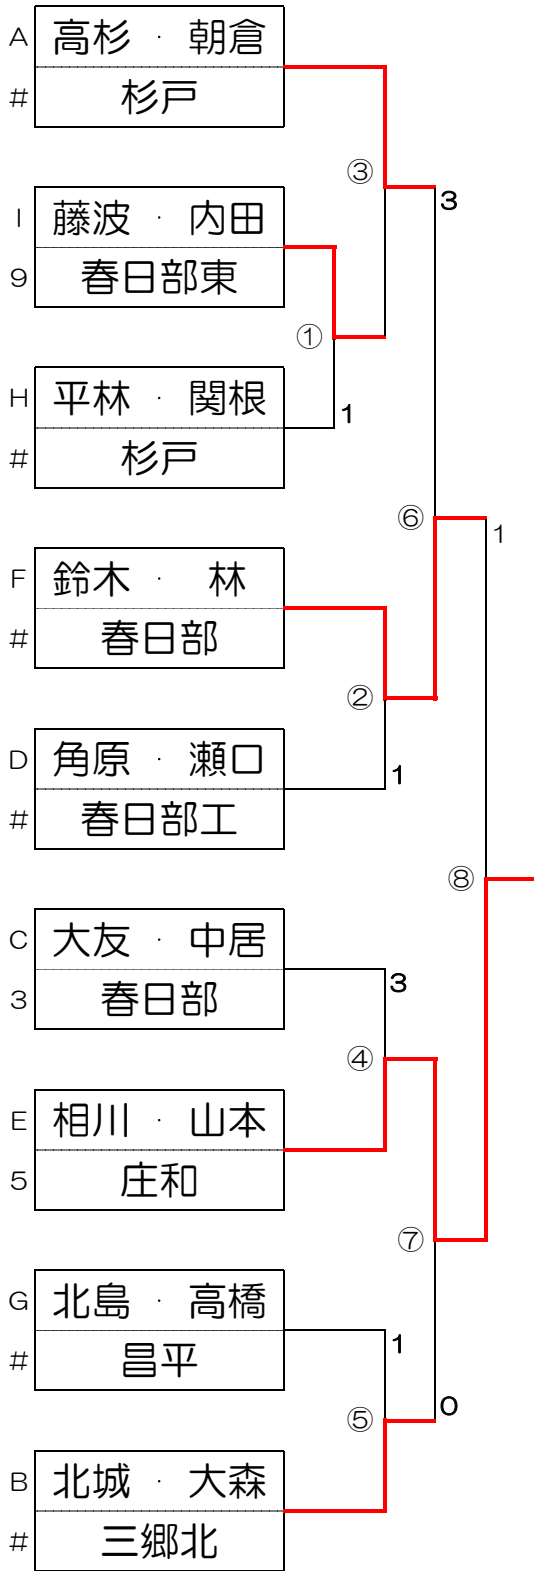 A 高杉 · 朝倉
# 杉戸
③
3
I 藤波 · 内田
9 春日部東
①
H 平林 · 関根
1
# 杉戸
⑥
1
F 鈴木 · 林
# 春日部
②
D 角原 · 瀬口
1
# 春日部工
⑧
C 大友 · 中居
3
3 春日部
④
E 相川 · 山本
5 庄和
⑦
G 北島 · 高橋
1
# 昌平
⑤
0
B 北城 · 大森
# 三郷北